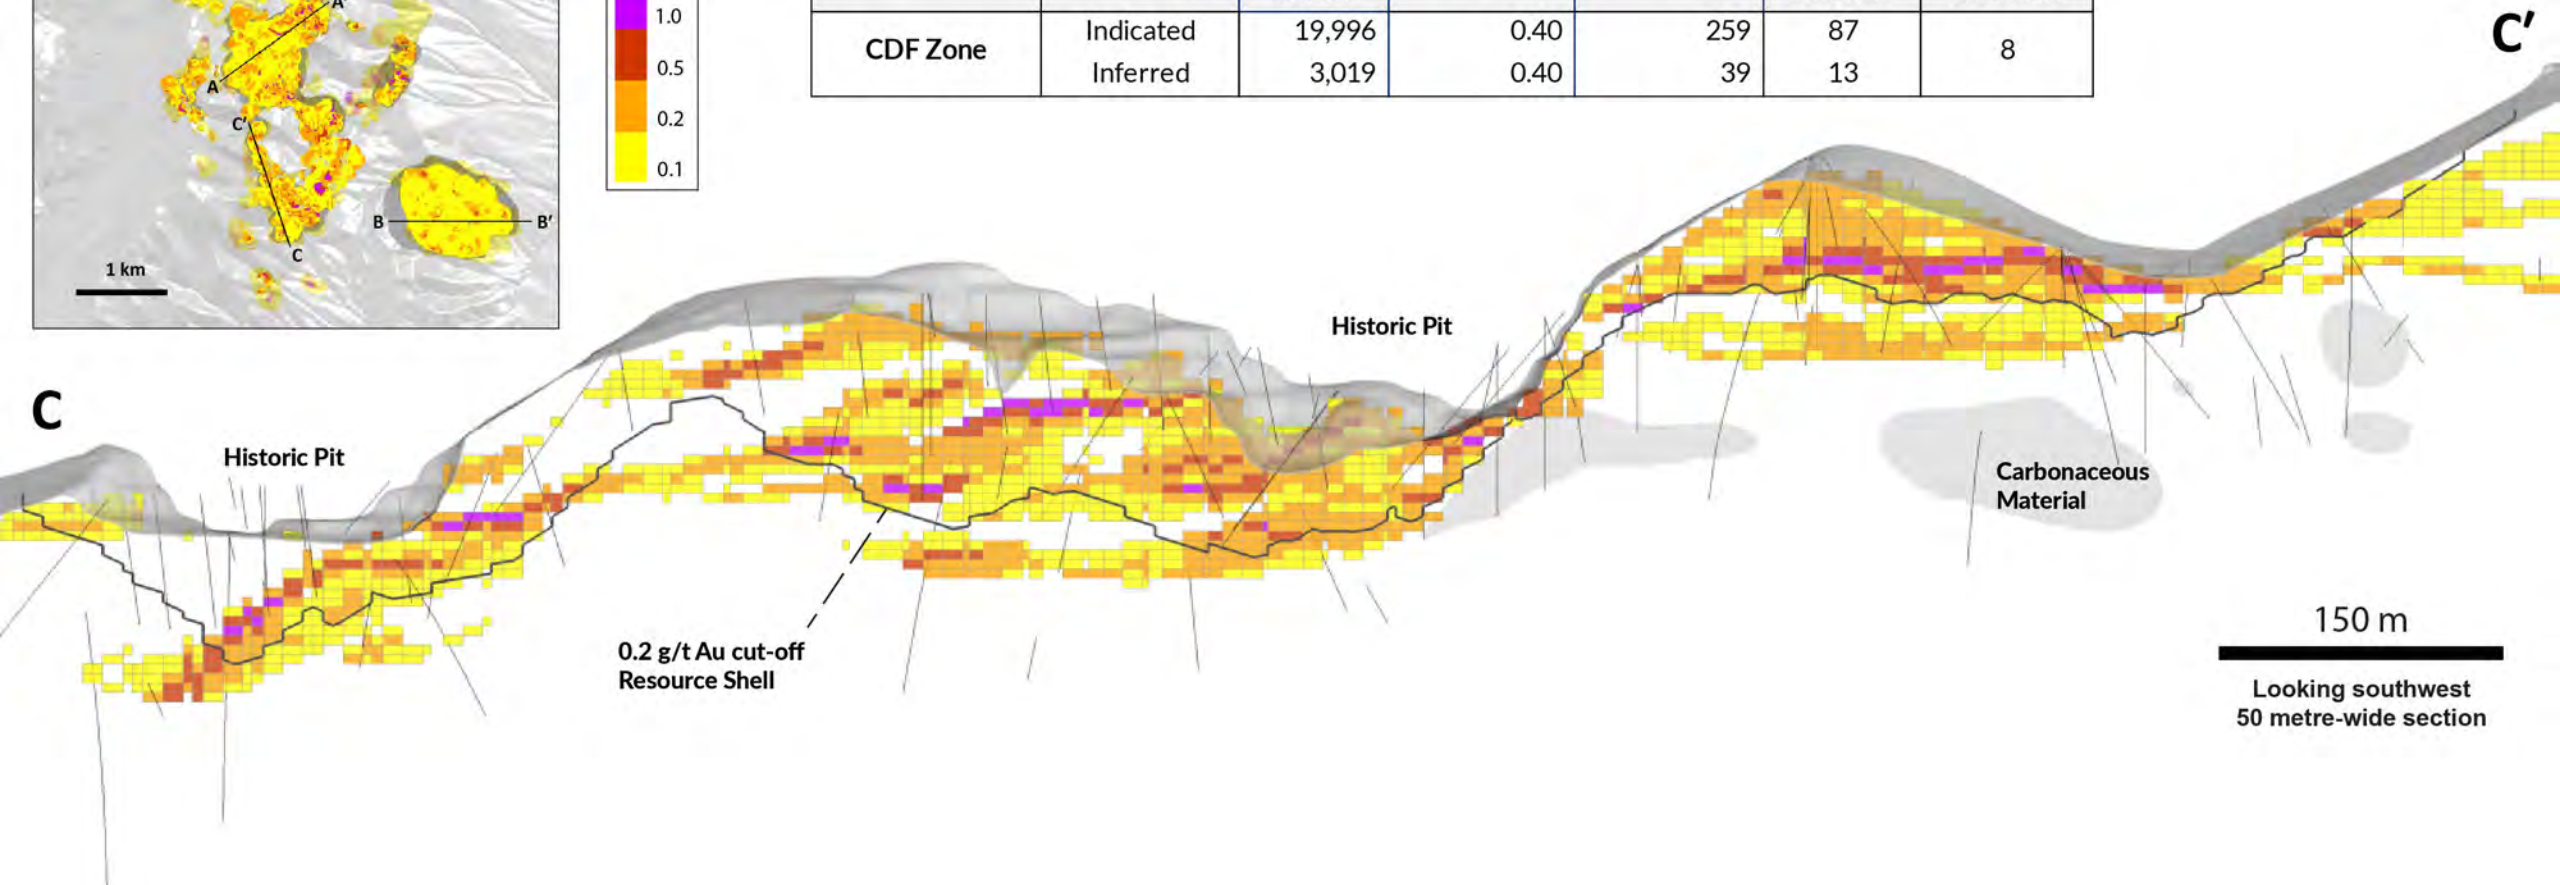 A'
A
C'
B
B'
C
1 km
1.0
0.5
0.2
0.1
CDF Zone
Indicated 19,996 0.40 259 87
8
Inferred 3,019 0.40 39 13
C'
C
Historic Pit
Historic Pit
Carbonaceous
Material
0.2 g/t Au cut-off
Resource Shell
150 m
Looking southwest
50 metre-wide section